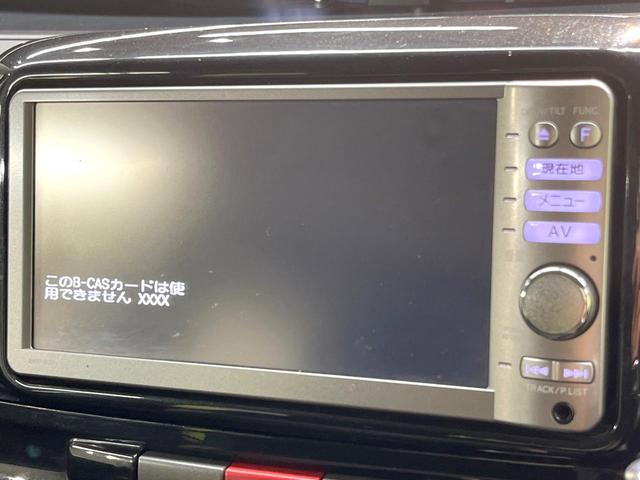 このB-CASカードは使
用できません XXXX
TILT FUNC
F
現在地
メニュー
AV
TRACK/P.LIST